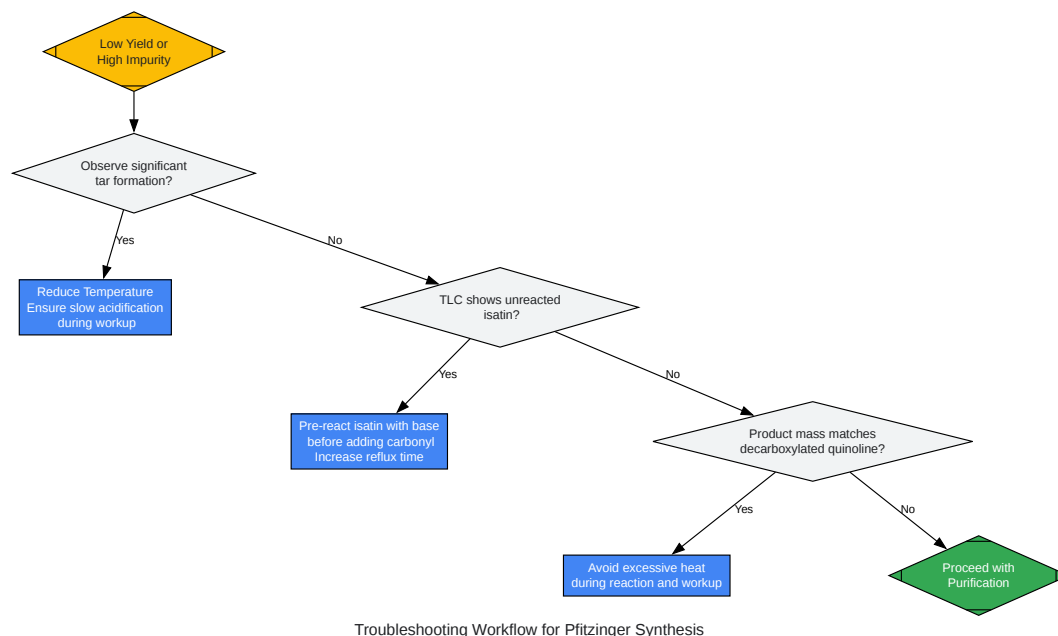 Low Yield or
High Impurity
Observe significant
tar formation?
Yes
No
Reduce Temperature
Ensure slow acidification
during workup
TLC shows unreacted
isatin?
Yes
No
Pre-react isatin with base
before adding carbonyl
Increase reflux time
Product mass matches
decarboxylated quinoline?
Yes
No
Avoid excessive heat
during reaction and workup
Proceed with
Purification
Troubleshooting Workflow for Pfitzinger Synthesis